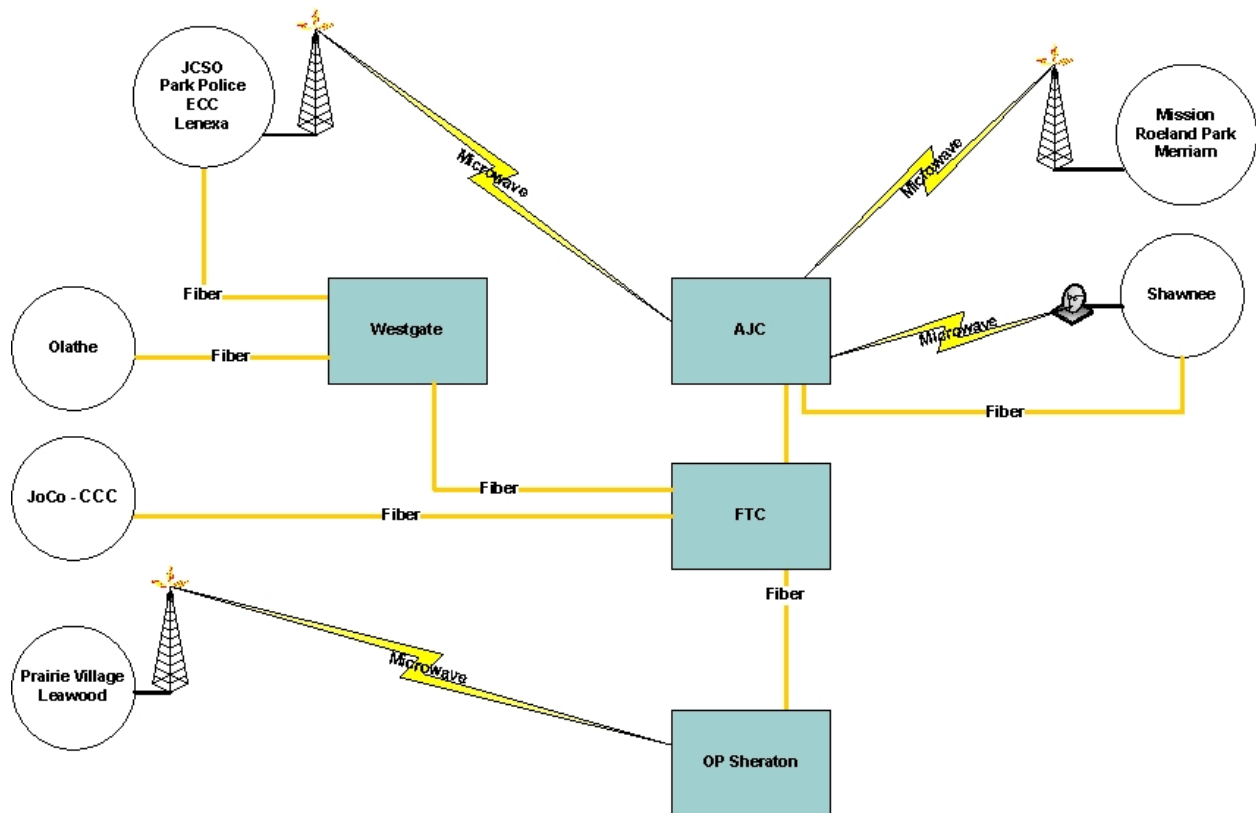 JCSO
Park Police
ECC
Lenexa
Microwave
Microwave
Mission
Roeland Park
Merriam
Fiber
Westgate
AJC
Microwave
Shawnee
Olathe
Fiber
Fiber
JoCo - CCC
Fiber
Fiber
FTC
Fiber
Prairie Village
Leawood
Microwave
OP Sheraton